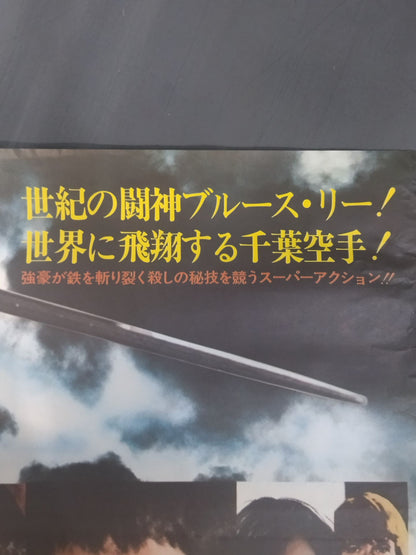 世紀の闘神ブルース・リー!
世界に飛翔する千葉空手!
強豪が鉄を斬り裂く殺しの秘技を競うスーパーアクション!!